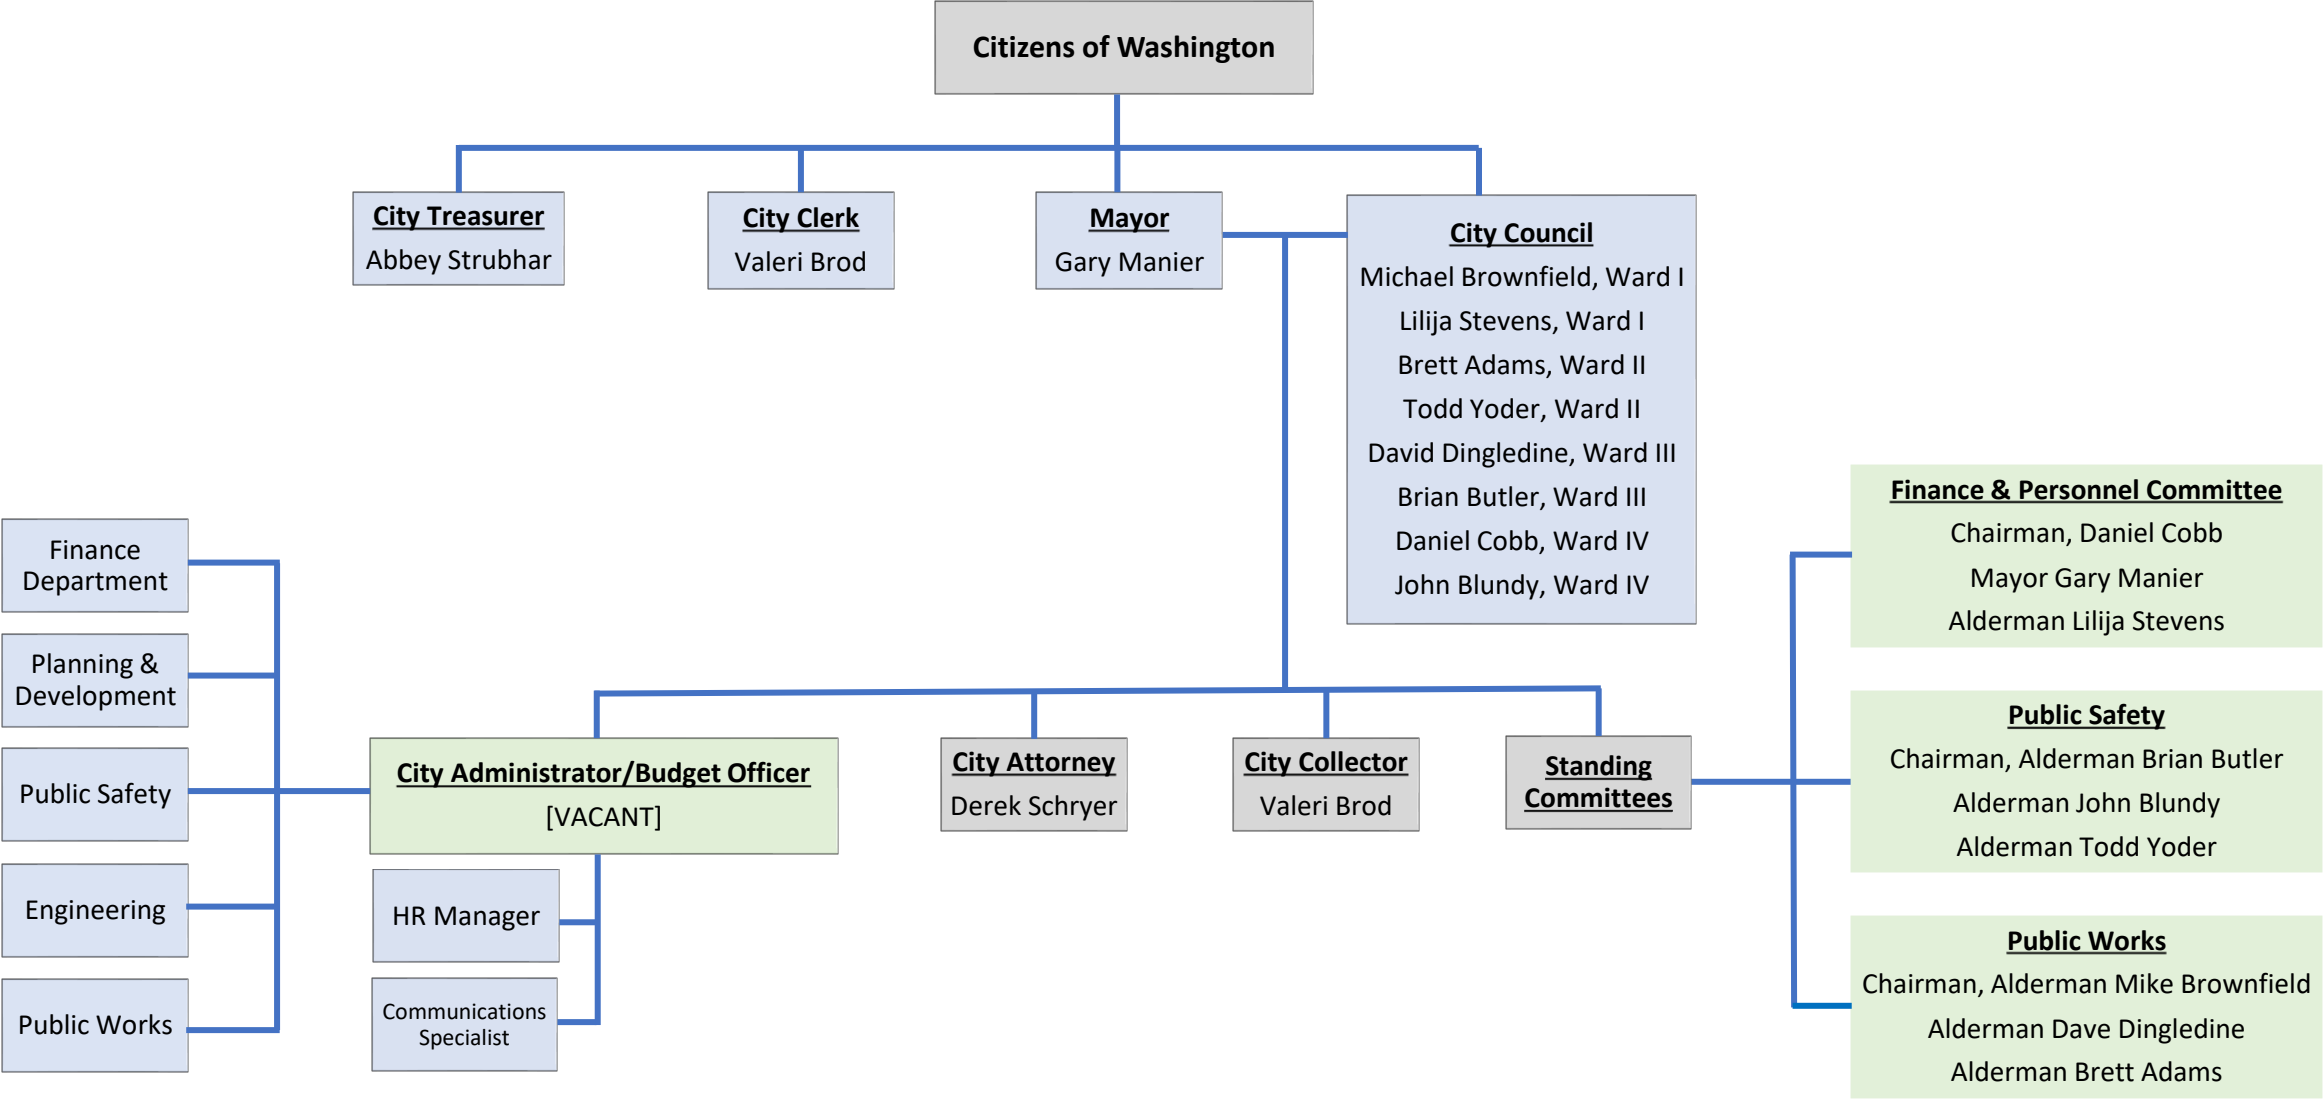 Citizens of Washington
City Treasurer
Abbey Strubhar
City Clerk
Valeri Brod
Mayor
Gary Manier
City Council
Michael Brownfield, Ward I
Lilija Stevens, Ward I
Brett Adams, Ward II
Todd Yoder, Ward II
David Dingledine, Ward III
Brian Butler, Ward III
Daniel Cobb, Ward IV
John Blundy, Ward IV
Finance
Department
Planning &
Development
Public Safety
Engineering
Public Works
City Administrator/Budget Officer
[VACANT]
HR Manager
Communications
Specialist
City Attorney
Derek Schryer
City Collector
Valeri Brod
Standing
Committees
Finance & Personnel Committee
Chairman, Daniel Cobb
Mayor Gary Manier
Alderman Lilija Stevens
Public Safety
Chairman, Alderman Brian Butler
Alderman John Blundy
Alderman Todd Yoder
Public Works
Chairman, Alderman Mike Brownfield
Alderman Dave Dingledine
Alderman Brett Adams